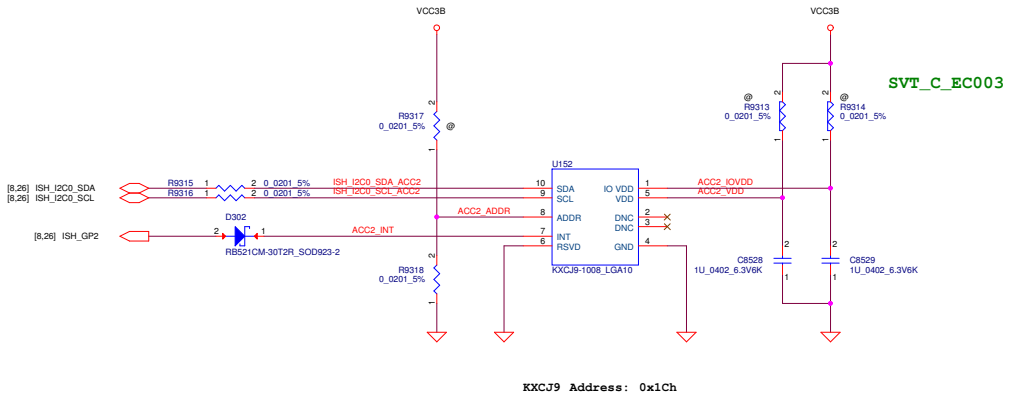 VCC3B
VCC3B
SVT_C_EC003
2
R9317
0_0201_5%
@
1
@
2
R9313
0_0201_5%
1
@
2
R9314
0_0201_5%
1
U152
[8,26] ISH_I2C0_SDA
R9315
1
2
0_0201_5%
ISH_I2C0_SDA_ACC2
10
SDA
IO VDD
1
ACC2_IOVDD
[8,26] ISH_I2C0_SCL
R9316
1
2
0_0201_5%
ISH_I2C0_SCL_ACC2
9
SCL
VDD
5
ACC2_VDD
ACC2_ADDR
8
ADDR
DNC
2
DNC
3
[8,26] ISH_GP2
D302
2
1
RB521CM-30T2R_SOD923-2
ACC2_INT
7
INT
6
RSVD
GND
4
KXCJ9-1008_LGA10
2
R9318
0_0201_5%
1
2
C8528
1U_0402_6.3V6K
1
2
C8529
1U_0402_6.3V6K
1
KXCJ9 Address: 0x1Ch